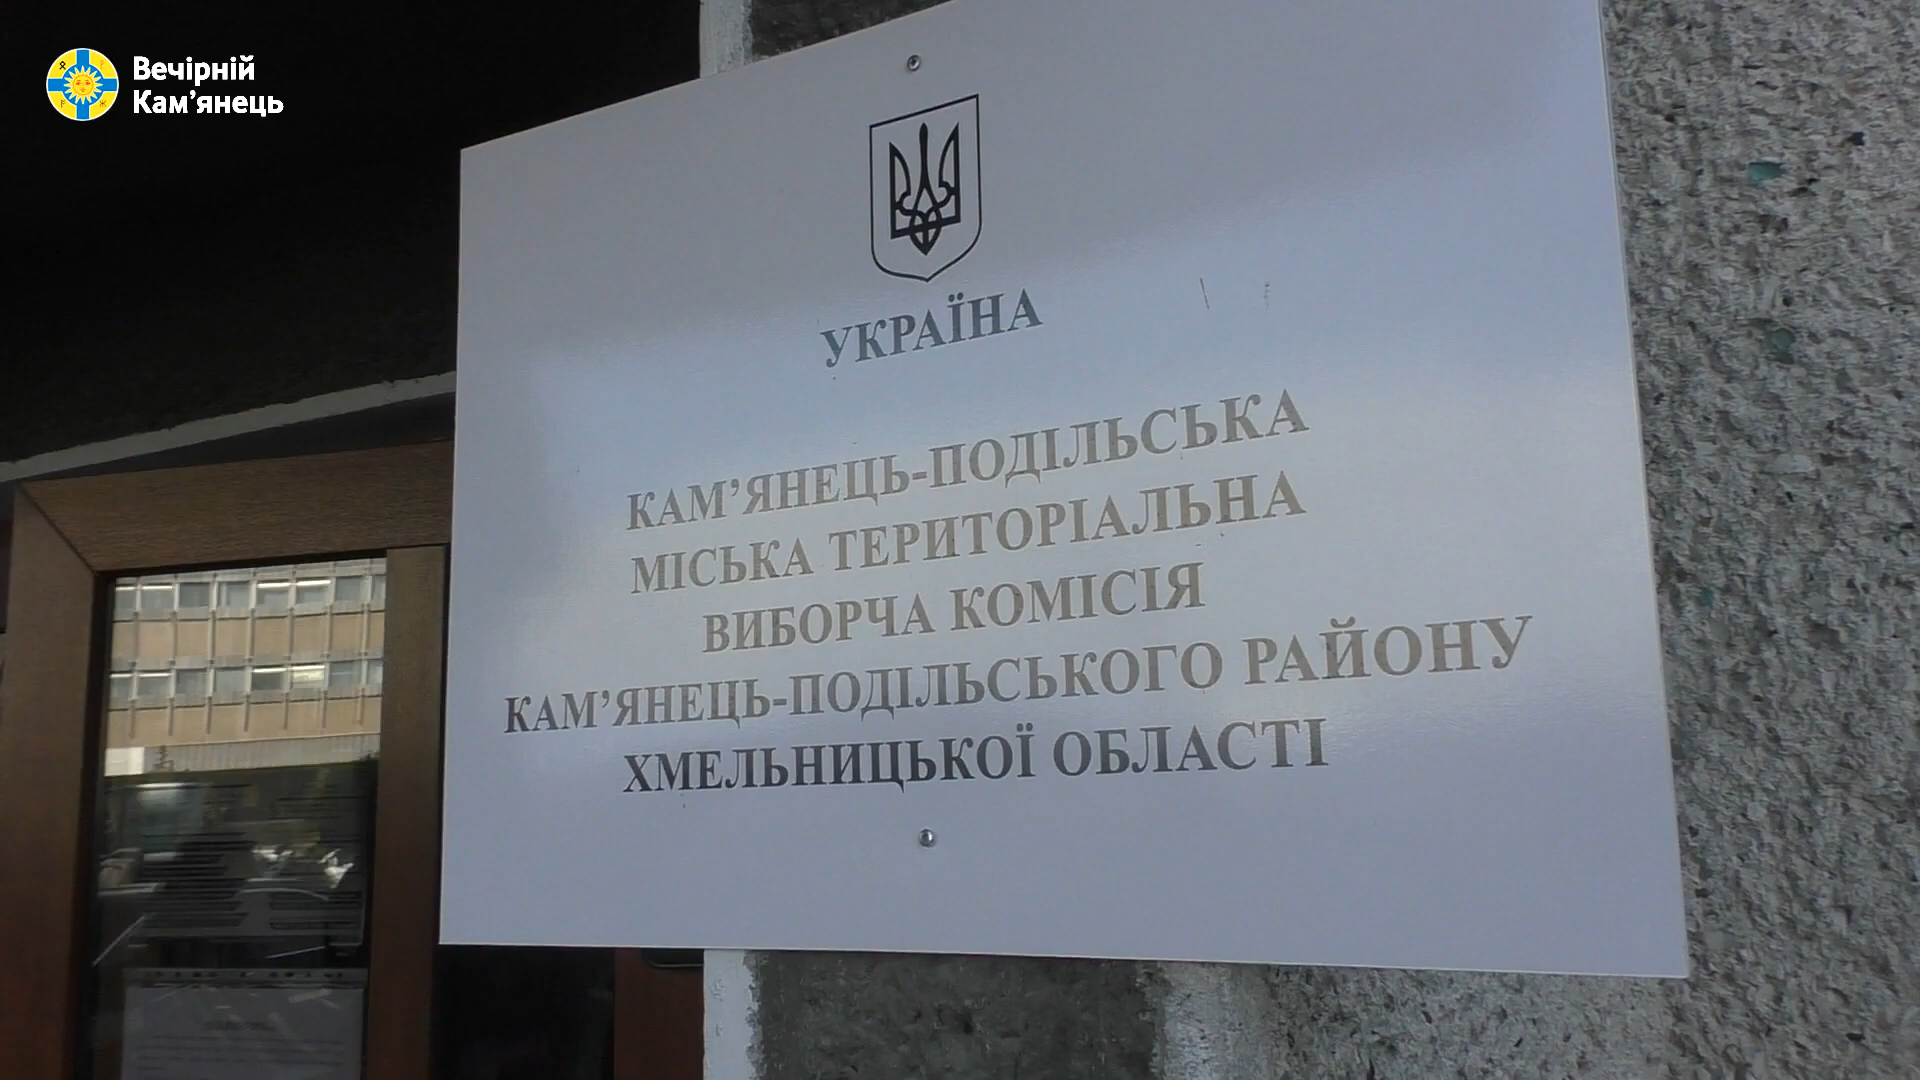 Вечірній
Кам'янець
УКРАЇНА
КАМ’ЯНЕЦЬ-ПОДІЛЬСЬКА
МІСЬКА ТЕРИТОРІАЛЬНА
ВИБОРЧА КОМІСІЯ
КАМ’ЯНЕЦЬ-ПОДІЛЬСЬКОГО РАЙОНУ
ХМЕЛЬНИЦЬКОЇ ОБЛАСТІ